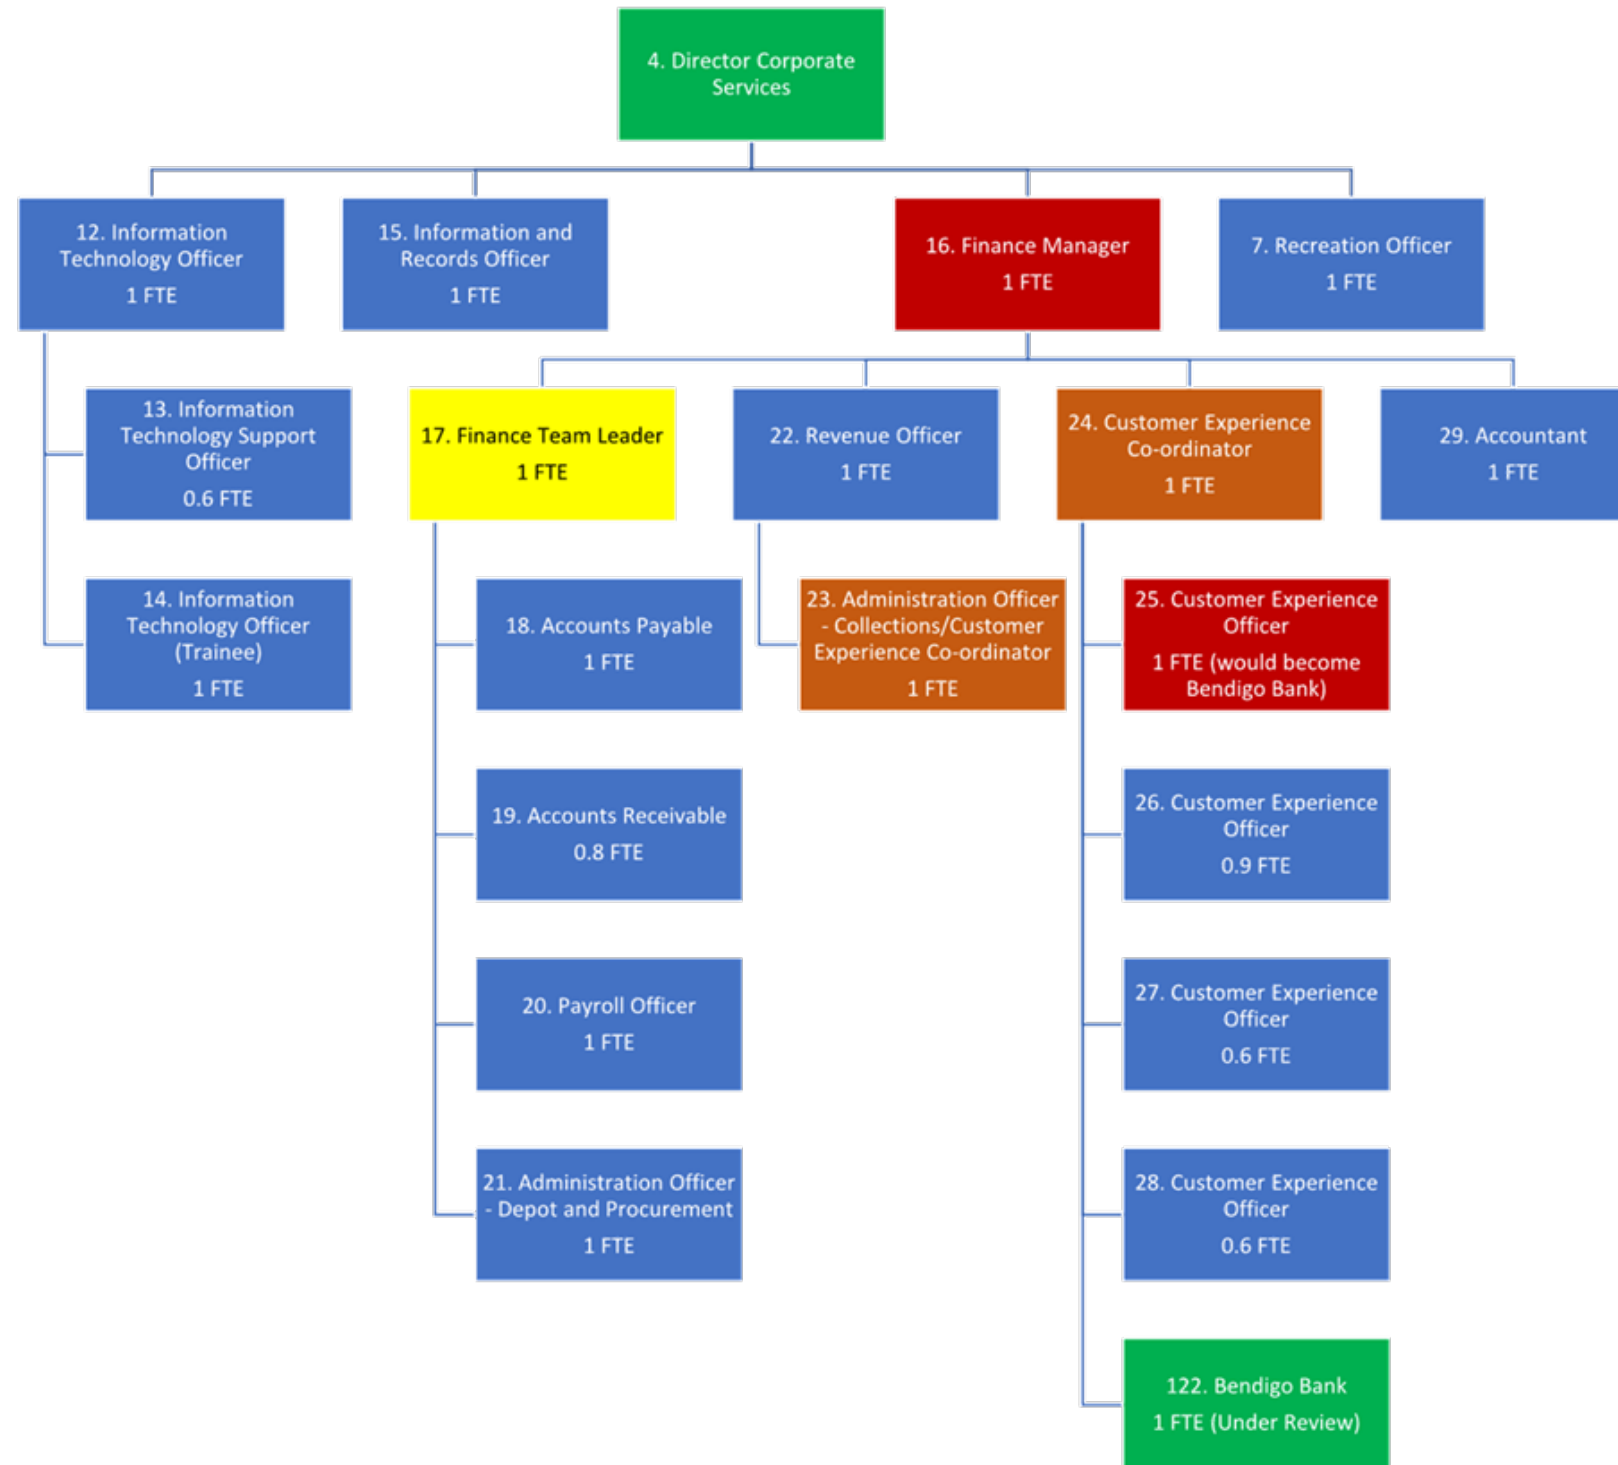 4. Director Corporate
Services
12. Information
Technology Officer
1 FTE
15. Information and
Records Officer
1 FTE
16. Finance Manager
1 FTE
7. Recreation Officer
1 FTE
13. Information
Technology Support
Officer
0.6 FTE
14. Information
Technology Officer
(Trainee)
1 FTE
17. Finance Team Leader
1 FTE
18. Accounts Payable
1 FTE
19. Accounts Receivable
0.8 FTE
20. Payroll Officer
1 FTE
21. Administration Officer
- Depot and Procurement
1 FTE
22. Revenue Officer
1 FTE
23. Administration Officer
- Collections/Customer
Experience Co-ordinator
1 FTE
24. Customer Experience
Co-ordinator
1 FTE
25. Customer Experience
Officer
1 FTE (would become
Bendigo Bank)
26. Customer Experience
Officer
0.9 FTE
27. Customer Experience
Officer
0.6 FTE
28. Customer Experience
Officer
0.6 FTE
122. Bendigo Bank
1 FTE (Under Review)
29. Accountant
1 FTE